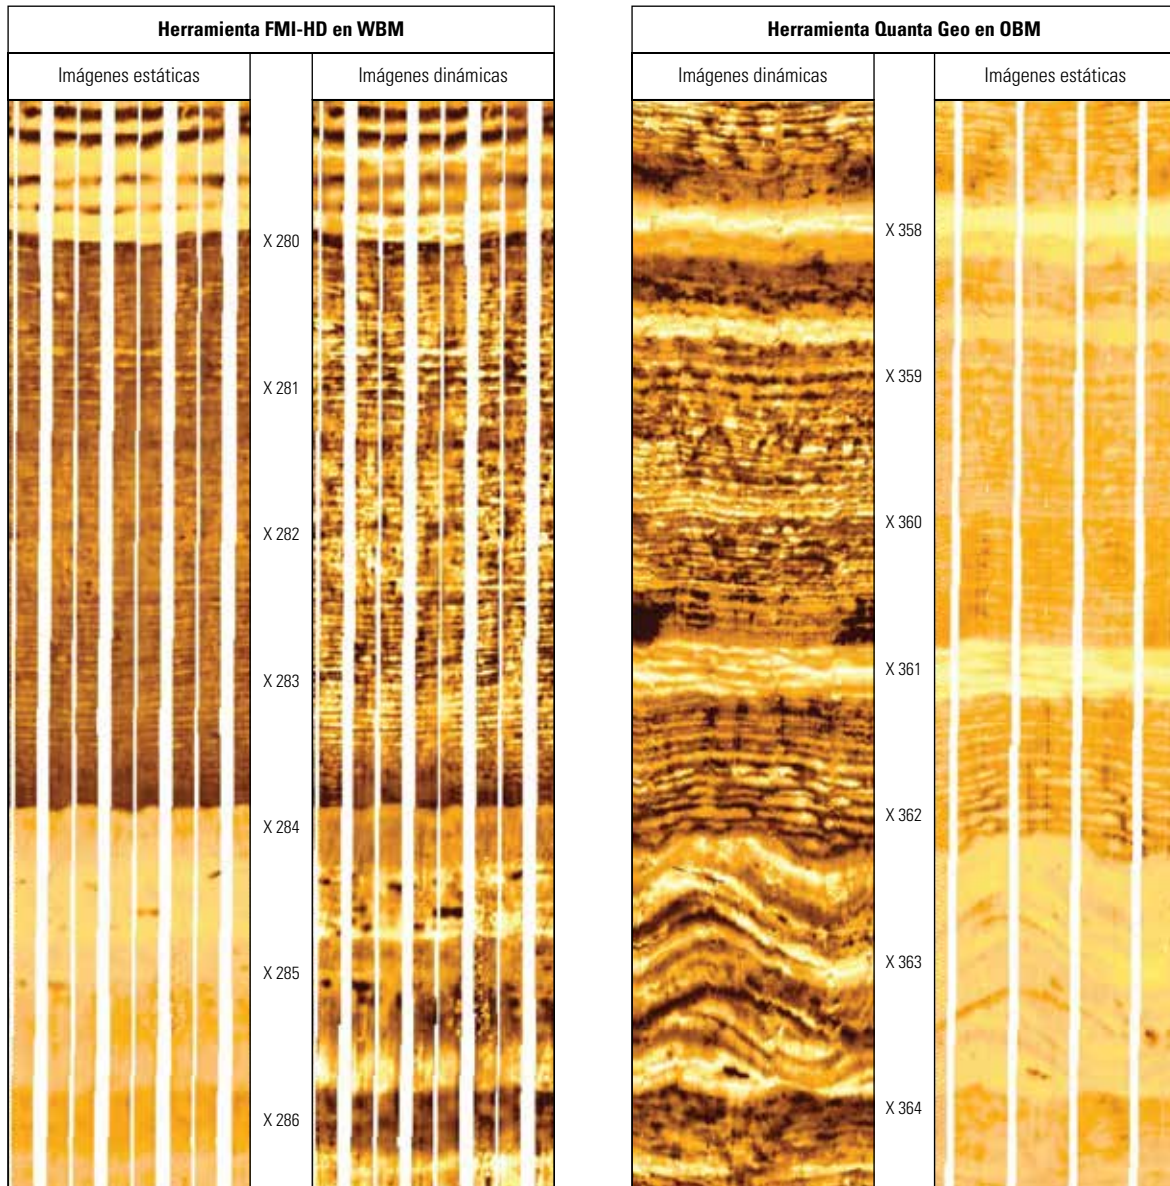 Herramienta FMI-HD en WBM
Imágenes estáticas
Imágenes dinámicas
X 280
X 281
X 282
X 283
X 284
X 285
X 286
Herramienta Quanta Geo en OBM
Imágenes dinámicas
Imágenes estáticas
X 358
X 359
X 360
X 361
X 362
X 363
X 364